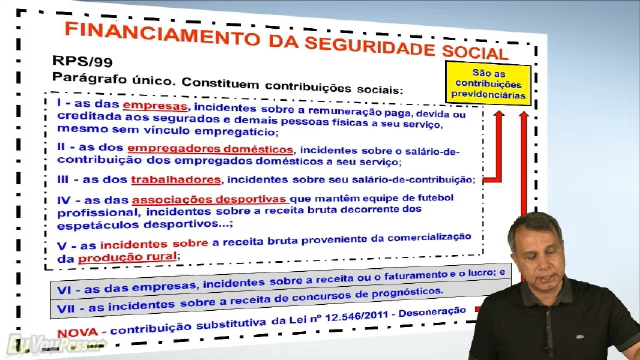 FINANCIAMENTO DA SEGURIDADE SOCIAL
RPS/99
Parágrafo único. Constituem contribuições sociais:
São as
contribuições
previdenciárias
I - as das empresas, incidentes sobre a remuneração paga, devida ou
creditada aos segurados e demais pessoas físicas a seu serviço,
mesmo sem vínculo empregatício;
II - as dos empregadores domésticos, incidentes sobre o salário-de-
contribuição dos empregados domésticos a seu serviço;
III - as dos trabalhadores, incidentes sobre seu salário-de-contribuição;
IV - as das associações desportivas que mantêm equipe de futebol
profissional, incidentes sobre a receita bruta decorrente dos
espetáculos desportivos...;
V - as incidentes sobre a receita bruta proveniente da comercialização
da produção rural;
VI - as das empresas, incidentes sobre a receita ou o faturamento e o lucro; e
VII - as incidentes sobre a receita de concursos de prognósticos.
NOVA - contribuição substitutiva da Lei nº 12.546/2011 - Desoneração
EuVouPassar